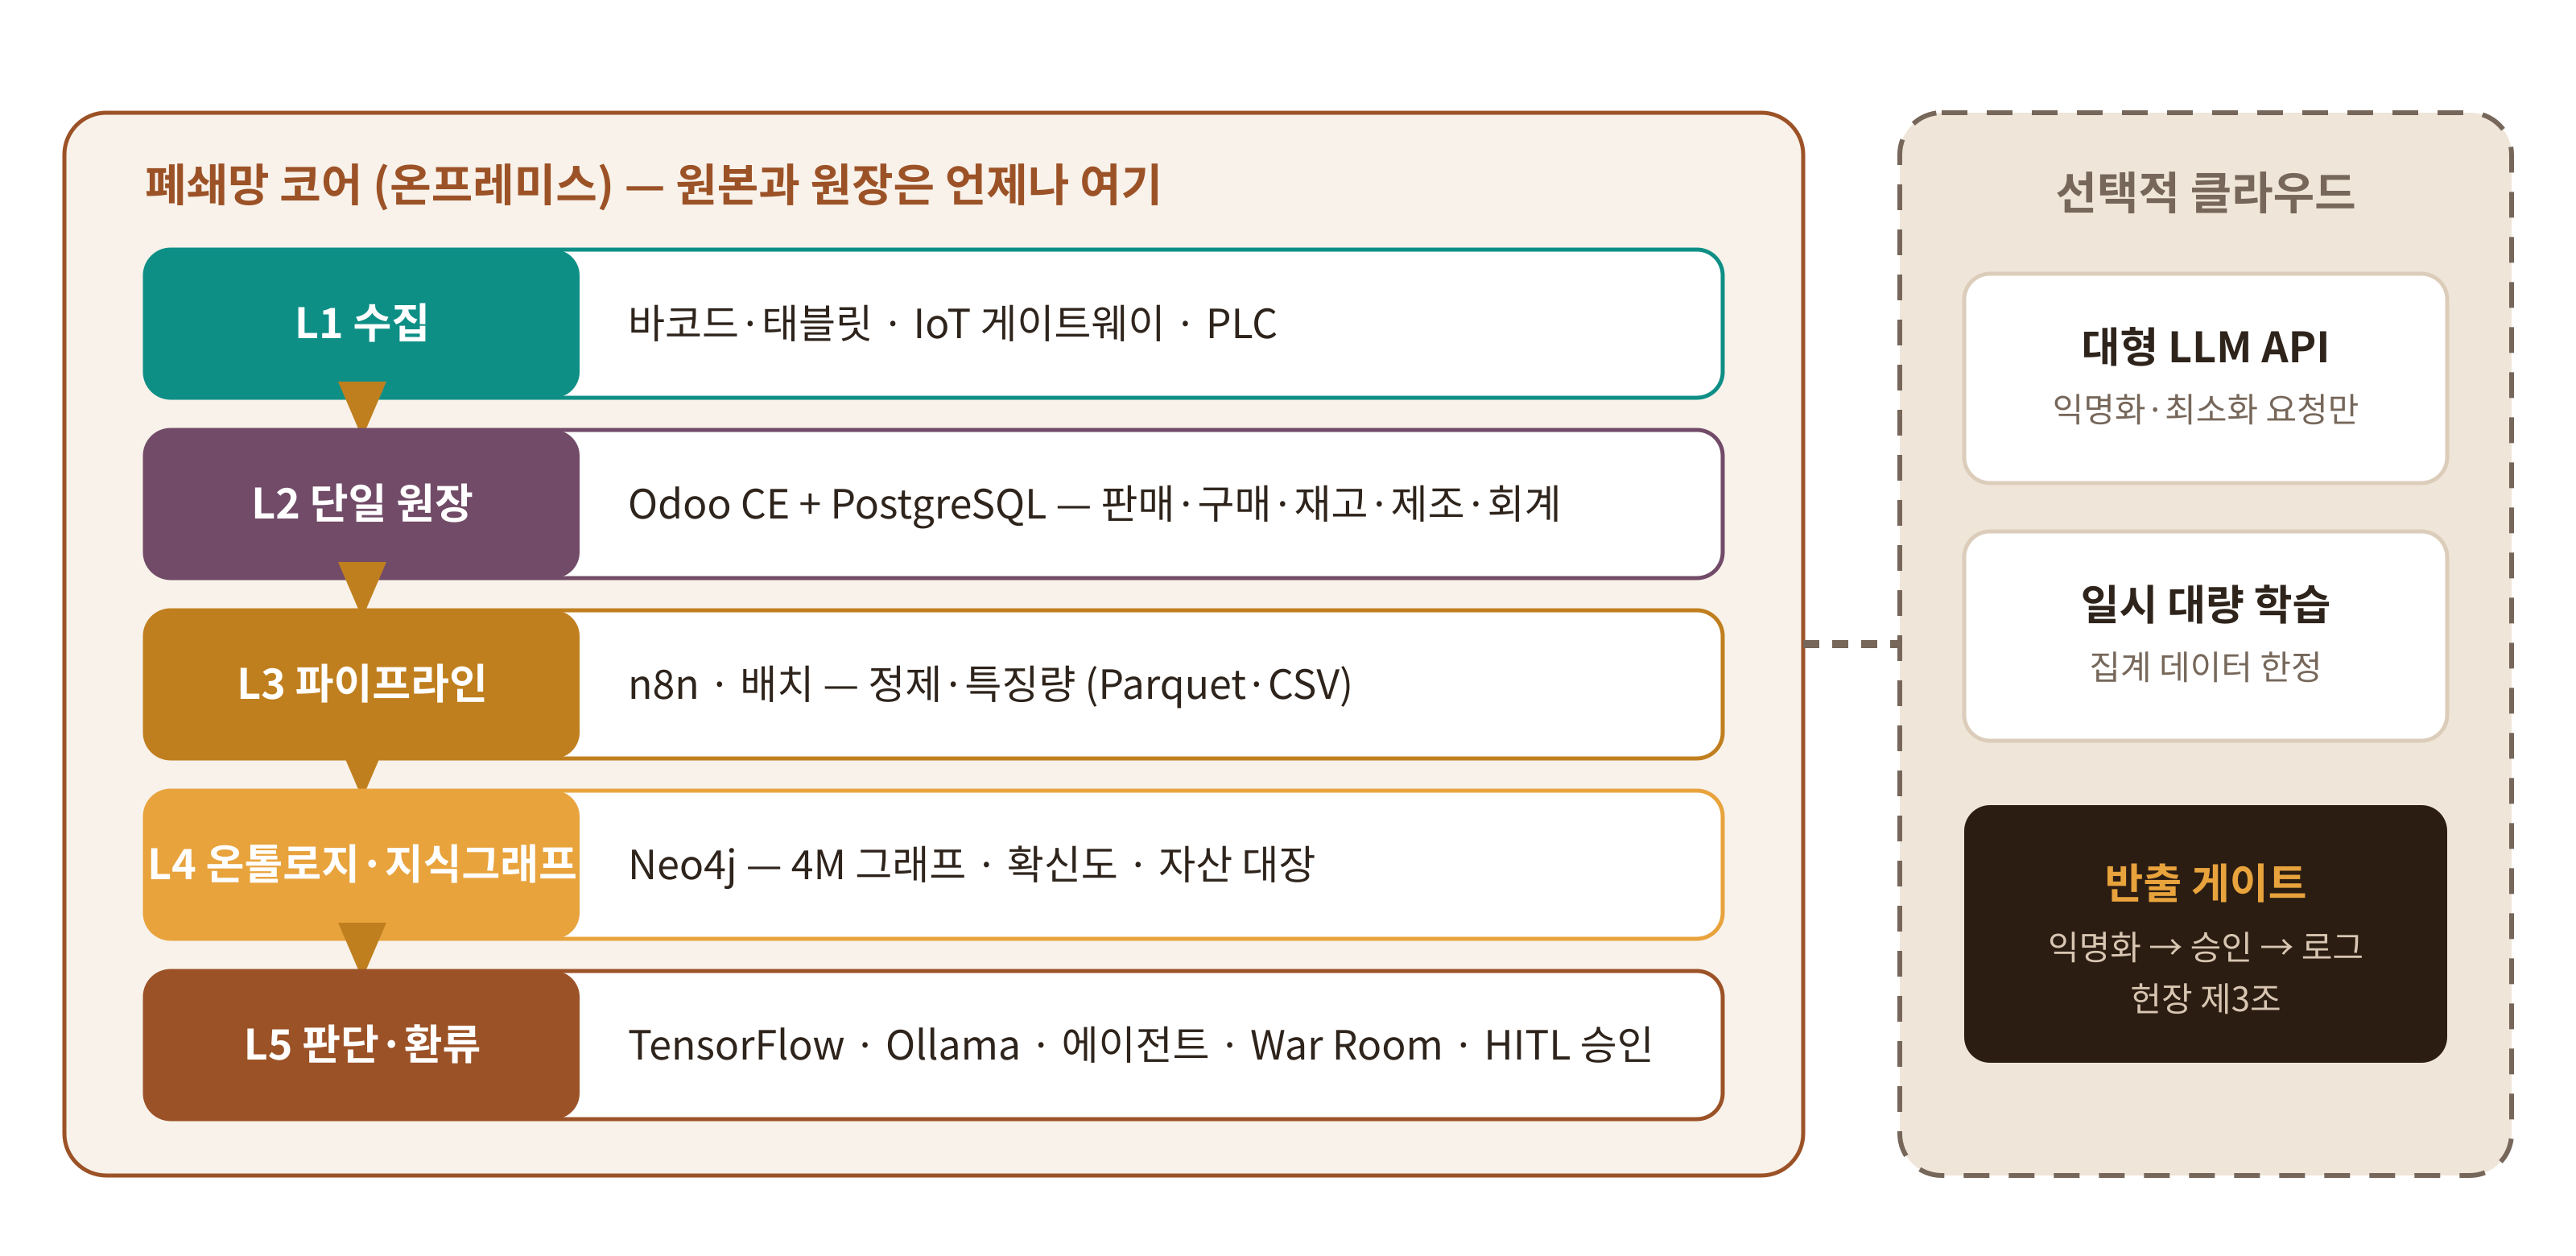 폐쇄망 코어 (온프레미스) — 원본과 원장은 언제나 여기
L1 수집
바코드·태블릿 · IoT 게이트웨이 · PLC
L2 단일 원장
Odoo CE + PostgreSQL — 판매·구매·재고·제조·회계
L3 파이프라인
n8n · 배치 — 정제·특징량 (Parquet·CSV)
L4 온톨로지·지식그래프
Neo4j — 4M 그래프 · 확신도 · 자산 대장
L5 판단·환류
TensorFlow · Ollama · 에이전트 · War Room · HITL 승인
선택적 클라우드
대형 LLM API
익명화·최소화 요청만
일시 대량 학습
집계 데이터 한정
반출 게이트
익명화 → 승인 → 로그
헌장 제3조